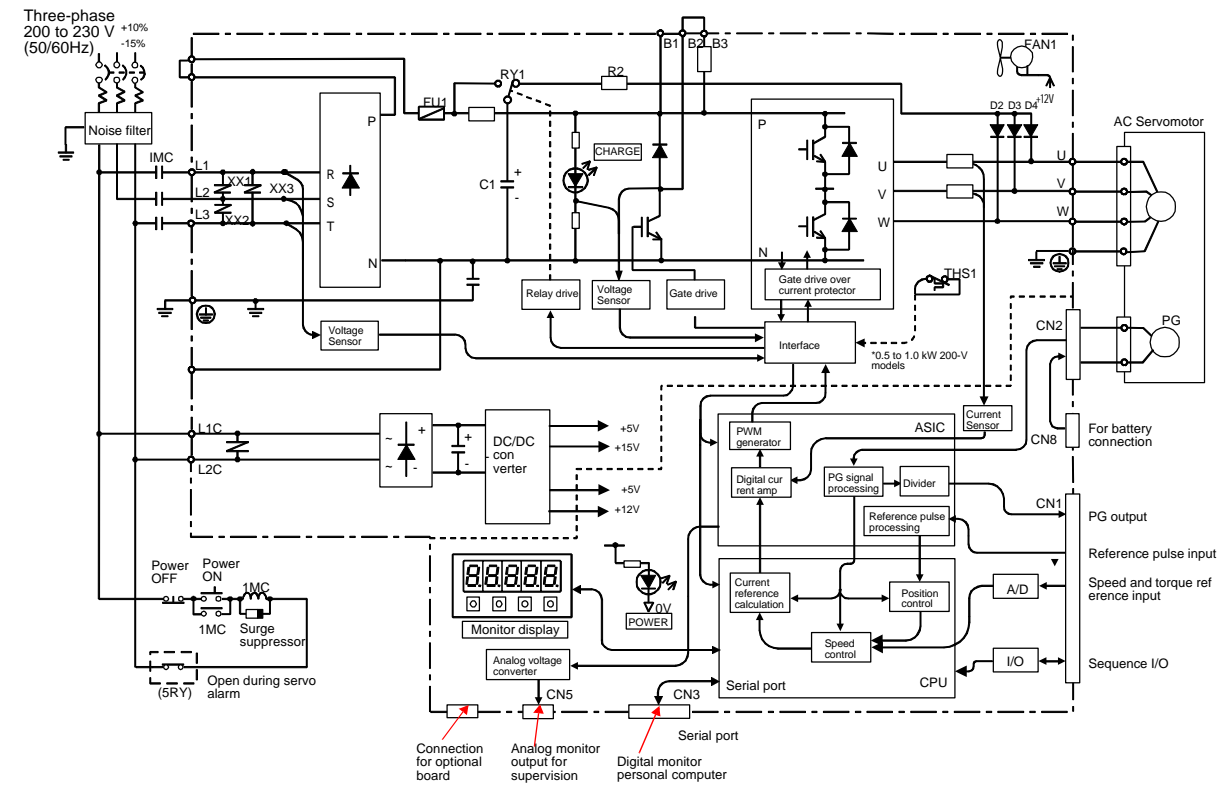 Three-phase
200 to 230 V +10%
(50/60Hz) -15%
B1 B2 B3
FAN1
+12V
RY1
R2
FU1
D2 D3 D4
AC Servomotor
Noise filter
P
P
CHARGE
1MC
L1
XX1
XX3
R
L2
S
L3
XX2
T
C1
+
-
U
V
W
U
V
W
N
N
Relay drive
Voltage
Sensor
Gate drive
Gate drive over
current protector
THS1
Voltage
Sensor
Interface
*0.5 to 1.0 kW 200-V
models
CN2
PG
L1C
L2C
~ +
~ -
+
-
DC/DC
con
verter
+5V
+15V
+5V
+12V
PWM
generator
ASIC
Current
Sensor
CN8
For battery
connection
Digital cur
rent amp
PG signal
processing
Divider
CN1
PG output
Reference pulse
processing
Reference pulse input
Power
OFF
Power
ON
1MC
1MC
Surge
suppressor
8.8.8.8.8.
Monitor display
0V
POWER
Current
reference
calculation
Position
control
A/D
Speed and torque ref
erence input
Speed
control
I/O
Sequence I/O
(5RY)
Open during servo
alarm
Analog voltage
converter
Serial port
CPU
CN5
CN3
Serial port
Connection
for optional
board
Analog monitor
output for
supervision
Digital monitor
personal computer